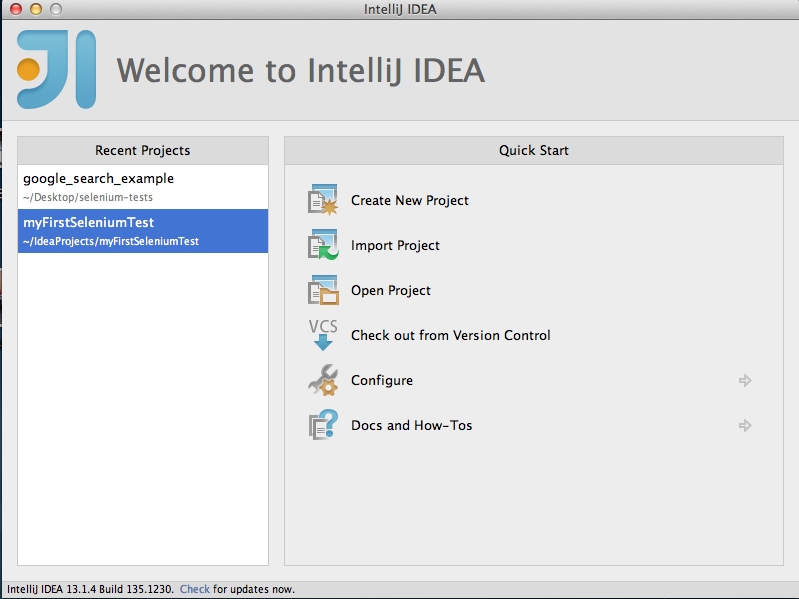 IntelliJ IDEA
Welcome to IntelliJ IDEA
Recent Projects
google_search_example
~/Desktop/selenium-tests
myFirstSeleniumTest
~/IdeaProjects/myFirstSeleniumTest
Quick Start
Create New Project
Import Project
Open Project
VCS
Check out from Version Control
Configure
Docs and How-Tos
IntelliJ IDEA 13.1.4 Build 135.1230. Check for updates now.